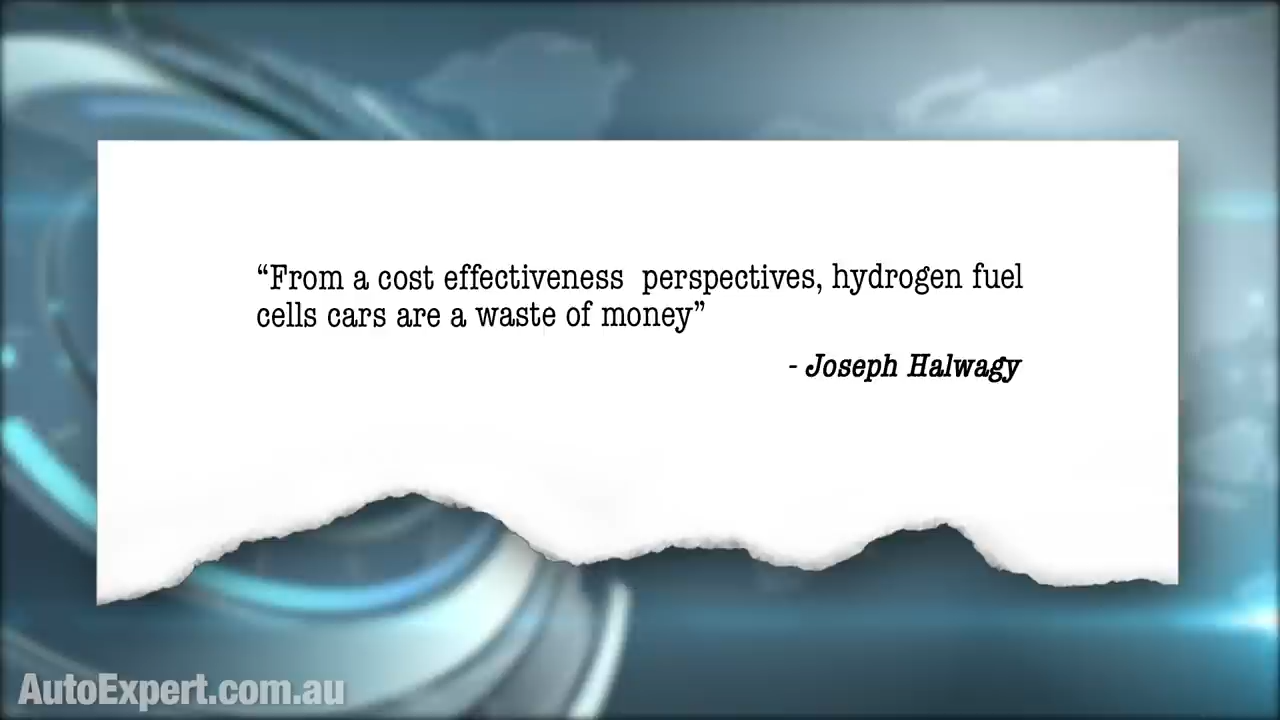 “From a cost effectiveness  perspectives, hydrogen fuel
cells cars are a waste of money”
- Joseph Halwagy
AutoExpert.com.au